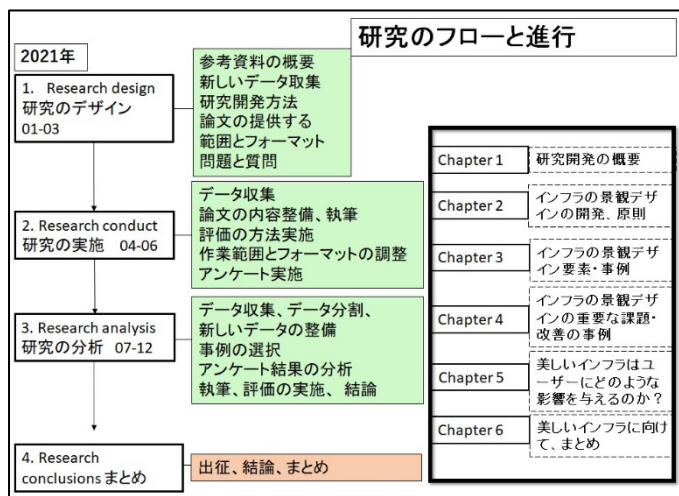 研究のフローと進行
2021年
1. Research design
研究のデザイン
01-03
参考資料の概要
新しいデータ取集
研究開発方法
論文の提供する
範囲とフォーマット
問題と質問
2. Research conduct
研究の実施 04-06
データ収集
論文の内容整備、執筆
評価の方法実施
作業範囲とフォーマットの調整
アンケート実施
3. Research analysis
研究の分析 07-12
データ収集、データ分割、
新しいデータの整備
事例の選択
アンケート結果の分析
執筆、評価の実施、結論
4. Research
conclusions まとめ
出征、結論、まとめ
Chapter 1
研究開発の概要
Chapter 2
インフラの景観デザ
インの開発、原則
Chapter 3
インフラの景観デザ
イン要素・事例
Chapter 4
インフラの景観デザ
インの重要な課題・
改善の事例
Chapter 5
美しいインフラはユ
ーザーにどのような
影響を与えるのか?
Chapter 6
美しいインフラに向け
て、まとめ